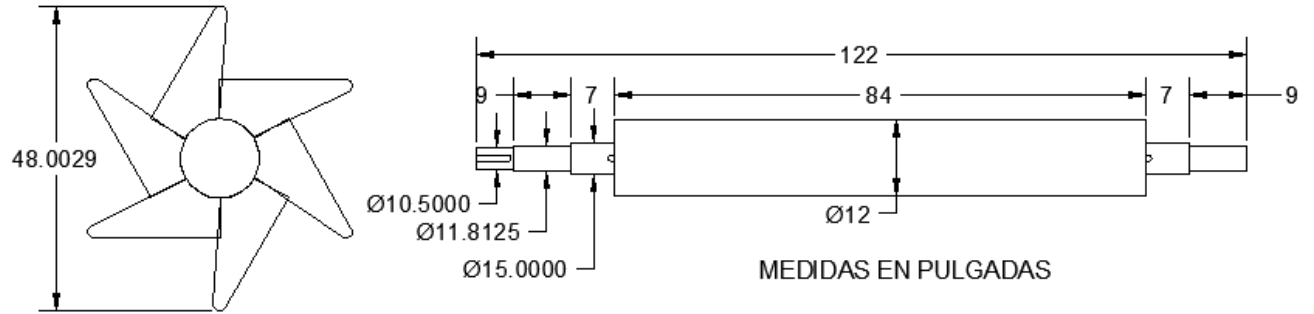 122
9
7
84
7
9
48.0029
Ø10.5000
Ø11.8125
Ø15.0000
Ø12
MEDIDAS EN PULGADAS